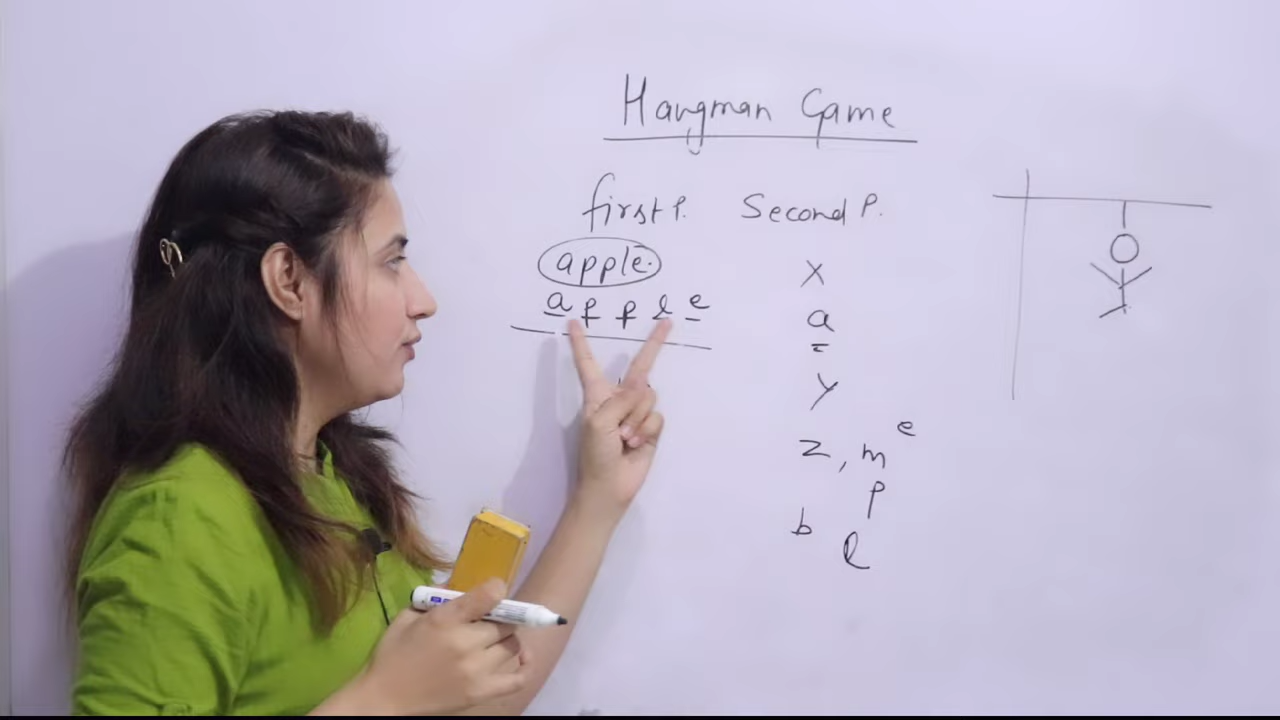 Hangman Game
first P. Second P.
apple. x
a p p l e a
y
z, m e
p
b l